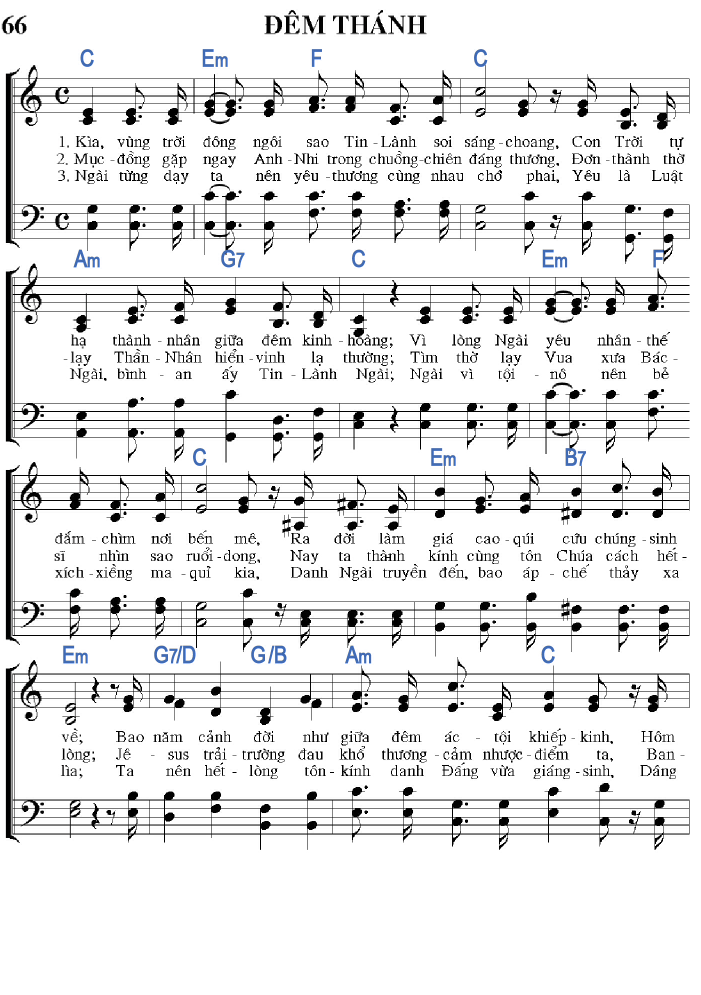 66 ĐÊM THÁNH
C Em F C
1. Kìa, vùng trời đông ngôi sao Tin-Lành soi sáng-choang, Con Trời tự
2. Mục-đồng gặp ngay Anh-Nhi trong chuồng-chiên đáng thương, Đơn-thành thờ
3. Ngài từng dạy ta nên yêu-thương cùng nhau chớ phai, Yêu là Luật
Am G7 C Em F
hạ thành-nhân giữa đêm kinh-hoàng; Vì lòng Ngài yêu nhân-thế
-lạy Thần-Nhân hiển-vinh lạ thường; Tìm thờ lạy Vua xưa Bác-
Ngài, bình-an ấy Tin-Lành Ngài; Ngài vì tội-nô nên bẻ
C Em B7
đắm-chìm nơi bến mê, Ra đời làm giá cao-qúi cứu chúng-sinh
sĩ nhìn sao ruổi-dong, Nay ta thành kính cùng tôn Chúa cách hết-
xích-xiềng ma-quỉ kia, Danh Ngài truyền đến, bao áp-chế thảy xa
Em G7/D G/B Am C
về; Bao năm cảnh đời như giữa đêm ác-tội khiếp-kinh, Hôm
lòng; Jê-sus trải-trường đau khổ thương-cảm nhược-điểm ta, Ban-
lìa; Ta nên hết-lòng tôn-kính danh Đấng vừa giáng-sinh, Dâng